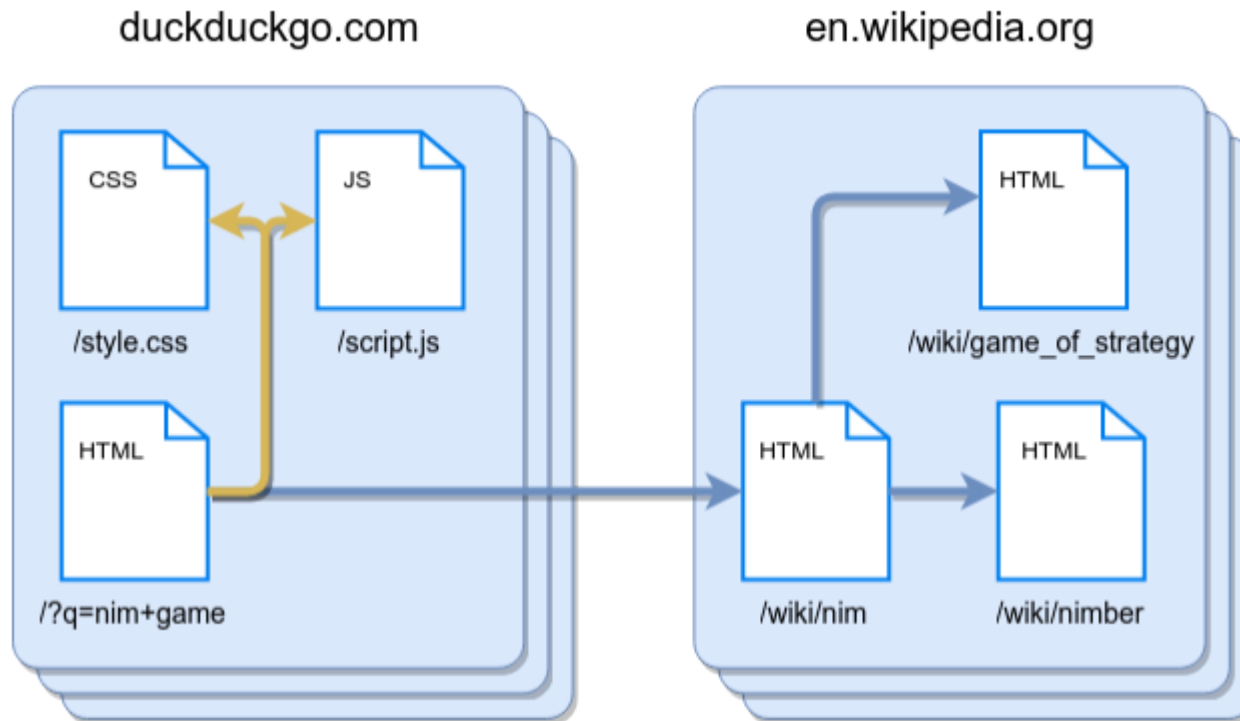 duckduckgo.com
CSS
/style.css
JS
/script.js
HTML
/?q=nim+game
en.wikipedia.org
HTML
/wiki/game_of_strategy
HTML
/wiki/nim
HTML
/wiki/nimber